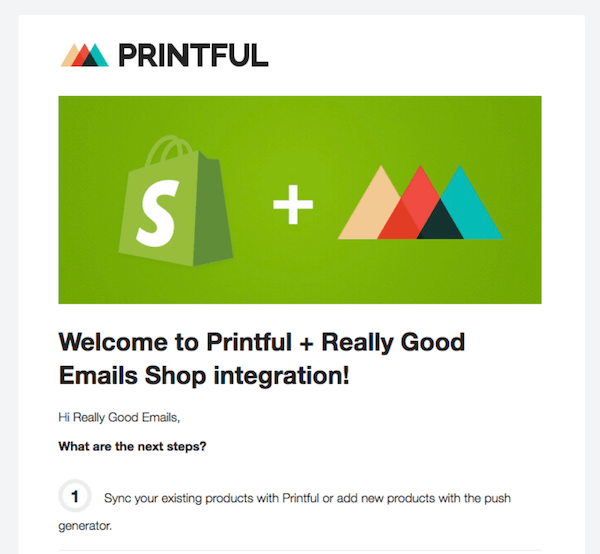 PRINTFUL
S +
Welcome to Printful + Really Good
Emails Shop integration!
Hi Really Good Emails,
What are the next steps?
1 Sync your existing products with Printful or add new products with the push
generator.